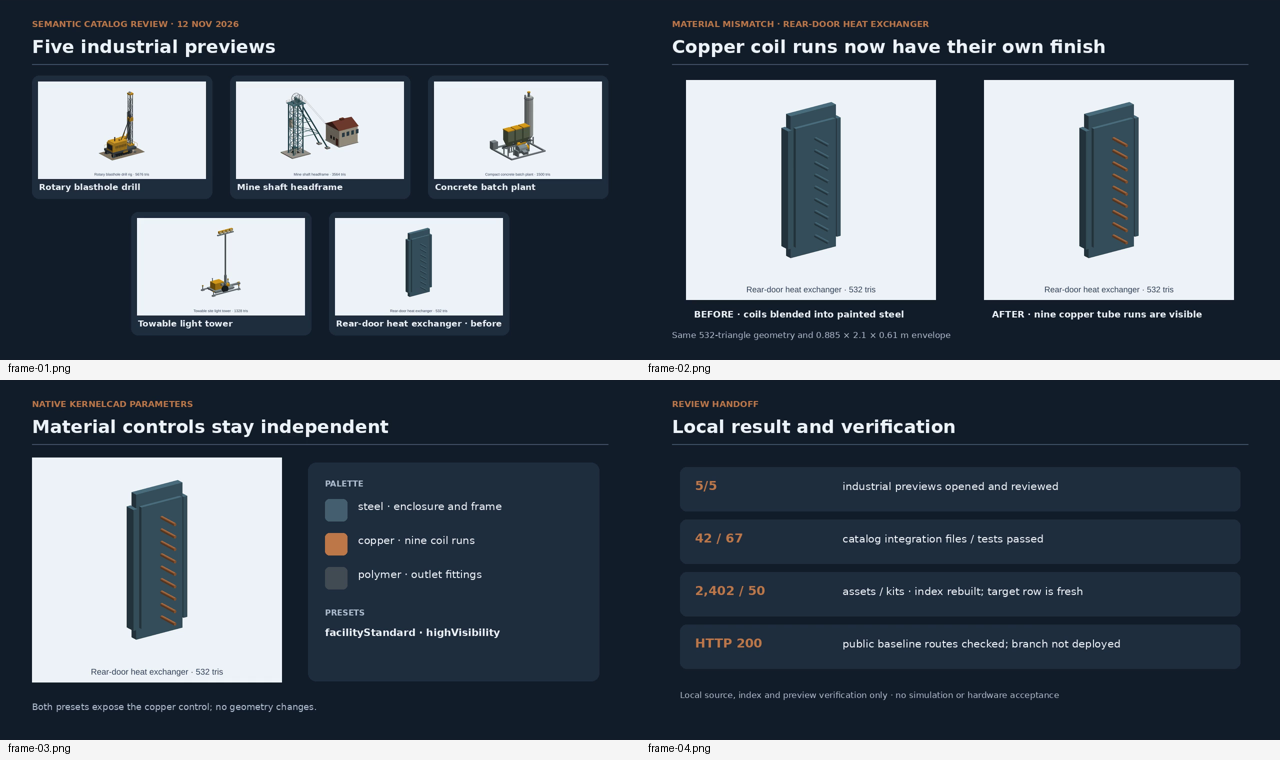 SEMANTIC CATALOG REVIEW · 12 NOV 2026
Five industrial previews
Rotary blasthole drill
Mine shaft headframe
Concrete batch plant
Towable light tower
Rear-door heat exchanger · before
frame-01.png
MATERIAL MISMATCH · REAR-DOOR HEAT EXCHANGER
Copper coil runs now have their own finish
Rear-door heat exchanger · 532 tris
Rear-door heat exchanger · 532 tris
BEFORE · coils blended into painted steel
AFTER · nine copper tube runs are visible
Same 532-triangle geometry and 0.885 × 2.1 × 0.61 m envelope
frame-02.png
NATIVE KERNELCAD PARAMETERS
Material controls stay independent
Rear-door heat exchanger · 532 tris
PALETTE
steel · enclosure and frame
copper · nine coil runs
polymer · outlet fittings
PRESETS
facilityStandard · highVisibility
Both presets expose the copper control; no geometry changes.
frame-03.png
REVIEW HANDOFF
Local result and verification
5/5 industrial previews opened and reviewed
42 / 67 catalog integration files / tests passed
2,402 / 50 assets / kits · index rebuilt; target row is fresh
HTTP 200 public baseline routes checked; branch not deployed
Local source, index and preview verification only · no simulation or hardware acceptance
frame-04.png